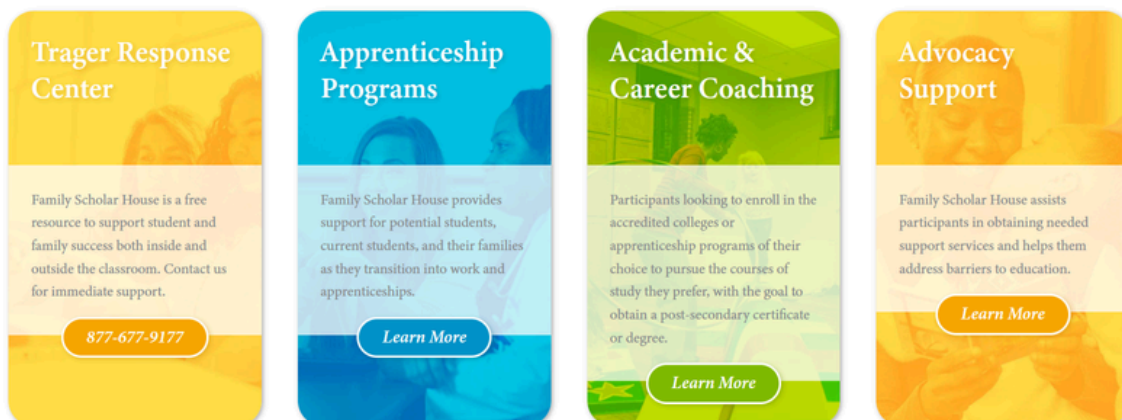 Trager Response
Center
Family Scholar House is a free
resource to support student and
family success both inside and
outside the classroom. Contact us
for immediate support.
877-677-9177
Apprenticeship
Programs
Family Scholar House provides
support for potential students,
current students, and their families
as they transition into work and
apprenticeships.
Learn More
Academic &
Career Coaching
Participants looking to enroll in the
accredited colleges or
apprenticeship programs of their
choice to pursue the courses of
study they prefer, with the goal to
obtain a post-secondary certificate
or degree.
Learn More
Advocacy
Support
Family Scholar House assists
participants in obtaining needed
support services and helps them
address barriers to education.
Learn More